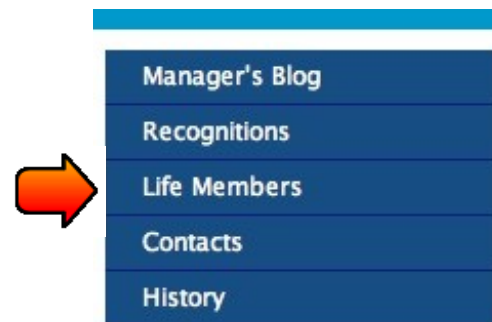 Manager's Blog
Recognitions
Life Members
Contacts
History